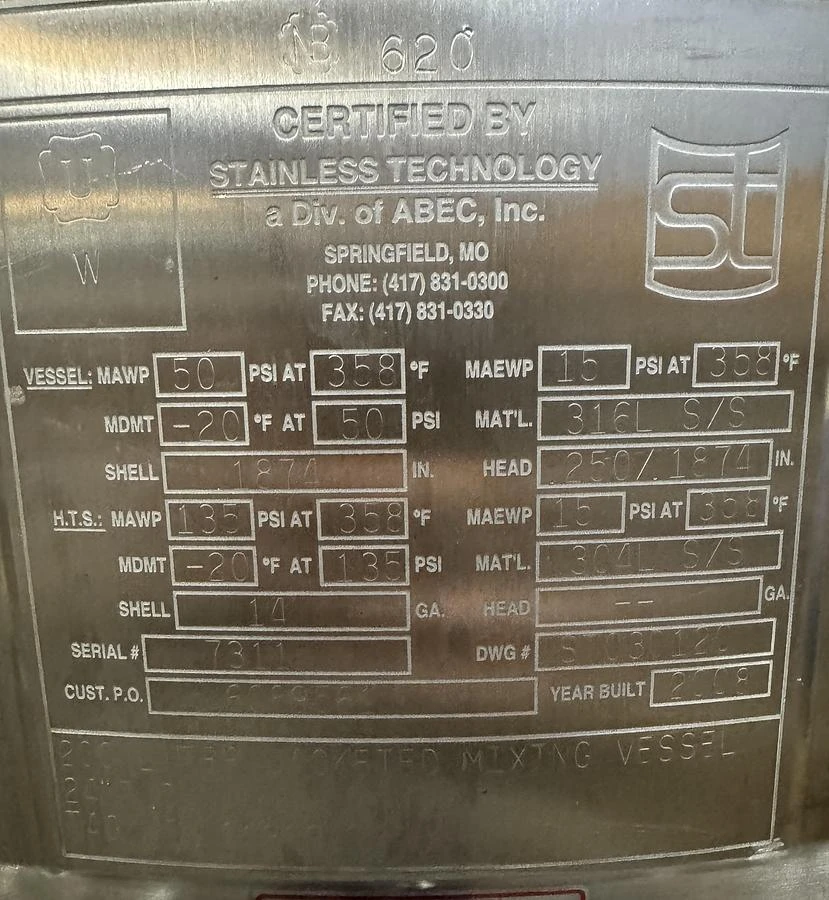 NB 620
CERTIFIED BY
STAINLESS TECHNOLOGY
a Div. of ABEC, Inc.
SPRINGFIELD, MO
PHONE: (417) 831-0300
FAX: (417) 831-0330
U
W
st
VESSEL: MAWP 50 PSI AT 358 °F MAEWP 15 PSI AT 358 °F
MDMT -20 °F AT 50 PSI MAT'L. 316L S/S
SHELL .1874 IN. HEAD .250/.1874 IN.
H.T.S.: MAWP 135 PSI AT 358 °F MAEWP 15 PSI AT 358 °F
MDMT -20 °F AT 135 PSI MAT'L. 304L S/S
SHELL 14 GA. HEAD -- GA.
SERIAL # 7311 DWG #
CUST. P.O. YEAR BUILT 2008
MIXING VESSEL